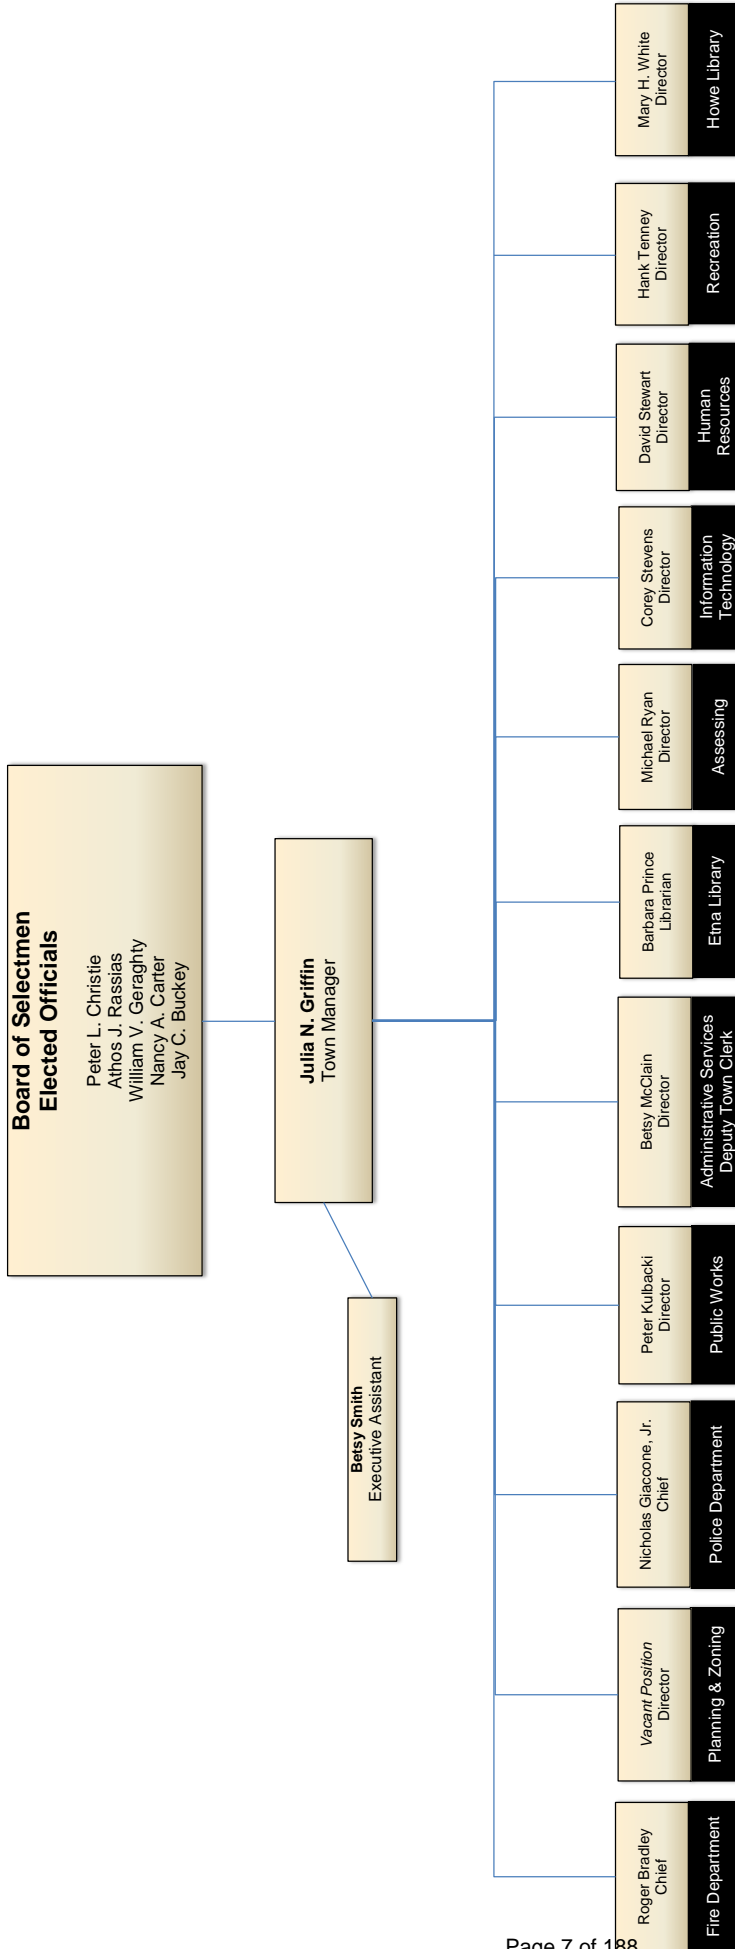 Board of Selectmen
Elected Officials
Peter L. Christie
Athos J. Rassias
William V. Geraghty
Nancy A. Carter
Jay C. Buckey
Julia N. Griffin
Town Manager
Betsy Smith
Executive Assistant
Roger Bradley
Chief
Fire Department
Vacant Position
Director
Planning & Zoning
Nicholas Giaccone, Jr.
Chief
Police Department
Peter Kulbacki
Director
Public Works
Betsy McClain
Director
Administrative Services
Deputy Town Clerk
Barbara Prince
Librarian
Etna Library
Michael Ryan
Director
Assessing
Corey Stevens
Director
Information
Technology
David Stewart
Director
Human
Resources
Hank Tenney
Director
Recreation
Mary H. White
Director
Howe Library
Page 7 of 188